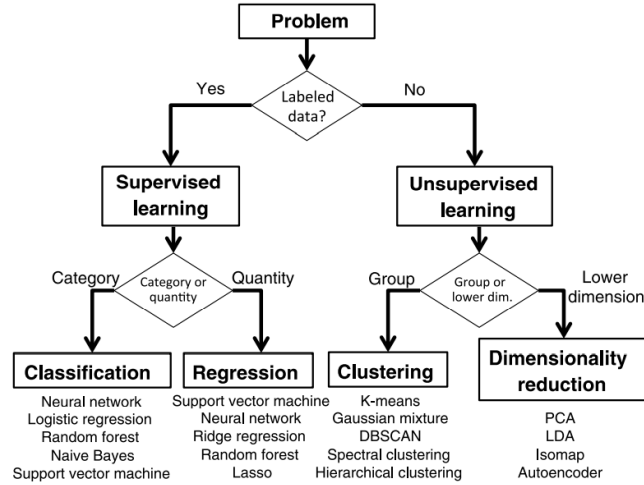 Problem
Yes
Labeled
data?
No
Supervised
learning
Unsupervised
learning
Category
Category or
quantity
Quantity
Group
Group or
lower dim.
Lower
dimension
Classification
Neural network
Logistic regression
Random forest
Naive Bayes
Support vector machine
Regression
Support vector machine
Neural network
Ridge regression
Random forest
Lasso
Clustering
K-means
Gaussian mixture
DBSCAN
Spectral clustering
Hierarchical clustering
Dimensionality
reduction
PCA
LDA
Isomap
Autoencoder